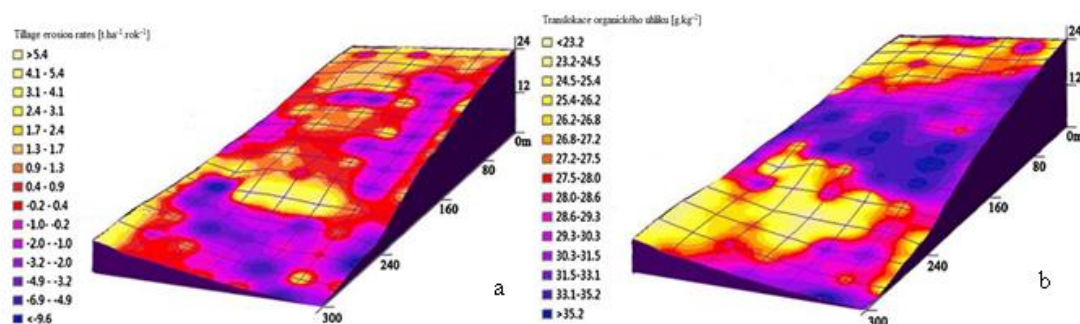 Tillage erosion rates [t.ha⁻¹.rok⁻¹]
>5.4
4.1 - 5.4
3.1 - 4.1
2.4 - 3.1
1.7 - 2.4
1.3 - 1.7
0.9 - 1.3
0.4 - 0.9
-0.2 - 0.4
-1.0- -0.2
-2.0 - -1.0
-3.2 - -2.0
-4.9 - -3.2
-6.9 - -4.9
<-9.6
24
12
0m
80
160
240
300
a
Translokace organického uhlíku [g.kg⁻¹]
<23.2
23.2-24.5
24.5-25.4
25.4-26.2
26.2-26.8
26.8-27.2
27.2-27.5
27.5-28.0
28.0-28.6
28.6-29.3
29.3-30.3
30.3-31.5
31.5-33.1
33.1-35.2
>35.2
24
12
0m
80
160
240
300
b